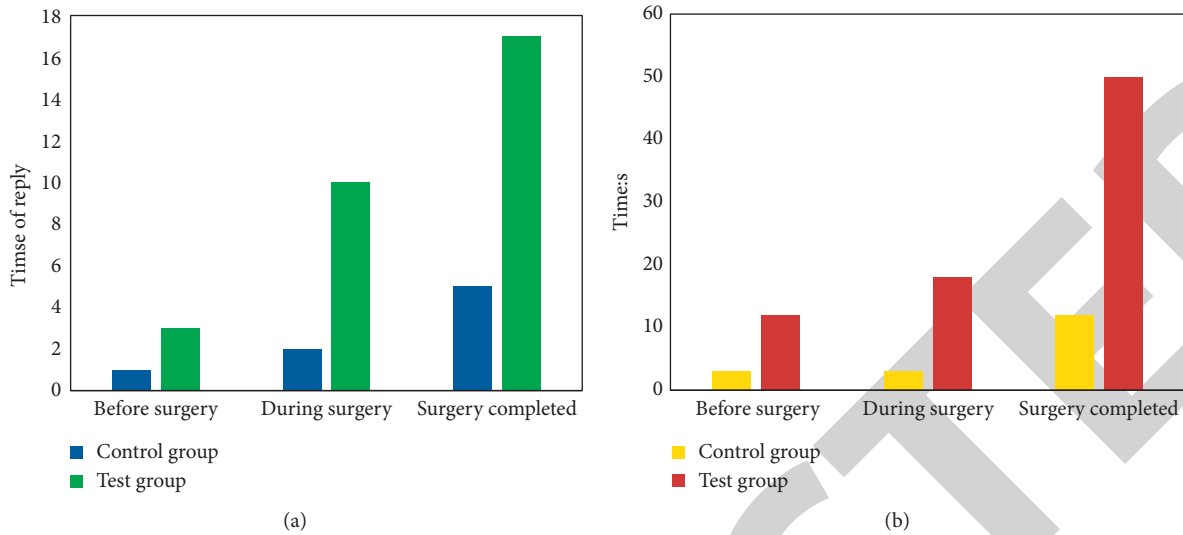 18
16
14
12
10
8
6
4
2
0
Timse of reply
Before surgery
During surgery
Surgery completed
Control group
Test group
(a)
60
50
40
30
20
10
0
Time:s
Before surgery
During surgery
Surgery completed
Control group
Test group
(b)